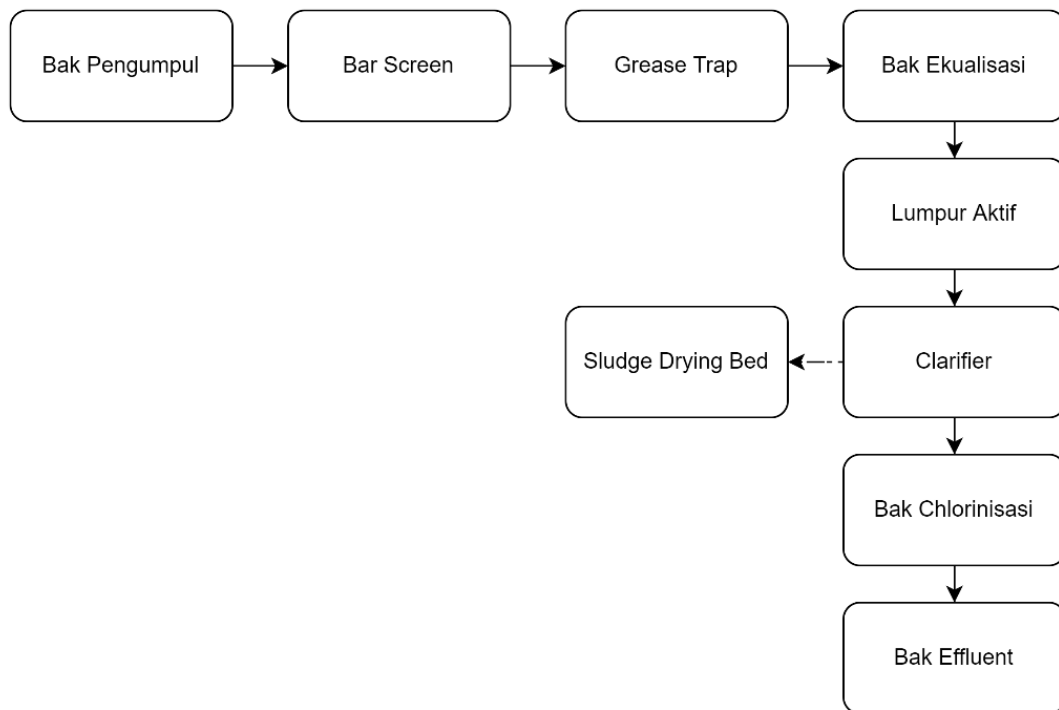 Bak Pengumpul
Bar Screen
Grease Trap
Bak Ekualisasi
Lumpur Aktif
Sludge Drying Bed
Clarifier
Bak Chlorinisasi
Bak Effluent